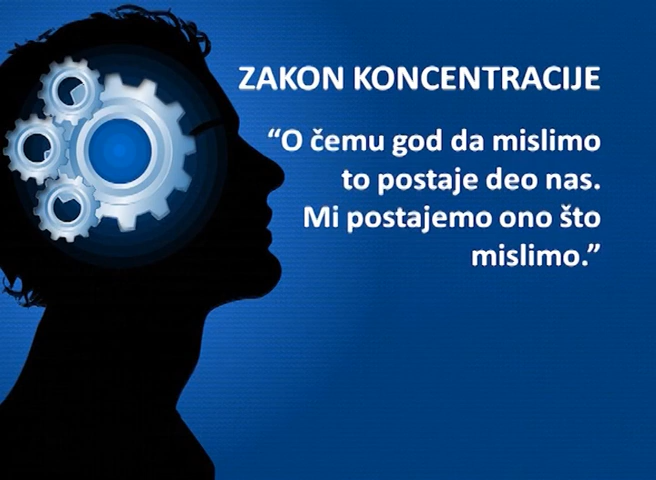 ZAKON KONCENTRACIJE
“O čemu god da mislimo
to postaje deo nas.
Mi postajemo ono što
mislimo.”